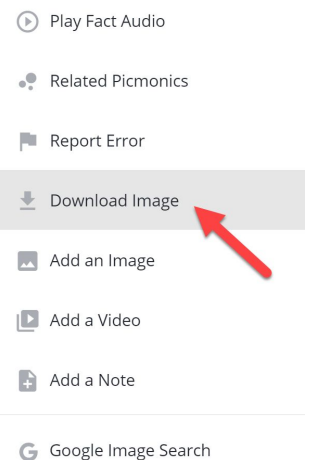 Play Fact Audio
Related Picmonics
Report Error
Download Image
Add an Image
Add a Video
Add a Note
Google Image Search